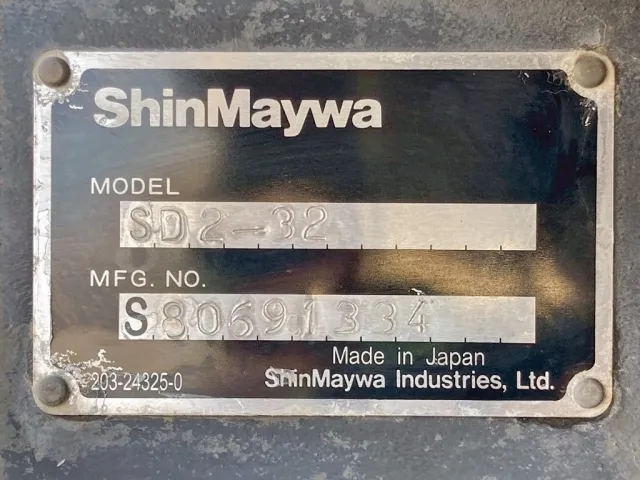 ShinMaywa
MODEL
SD2-32
MFG. NO.
S80691334
Made in Japan
203-24325-0 ShinMaywa Industries, Ltd.